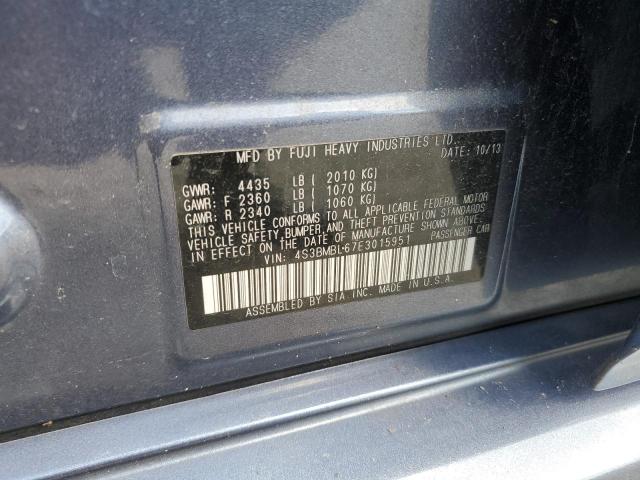 MFD BY FUJI HEAVY INDUSTRIES LTD.
DATE: 10/13
GVWR: 4435 LB ( 2010 KG)
GAWR: F 2360 LB ( 1070 KG)
GAWR: R 2340 LB ( 1060 KG)
THIS VEHICLE CONFORMS TO ALL APPLICABLE FEDERAL MOTOR
VEHICLE SAFETY, BUMPER, AND THEFT PREVENTION STANDARDS
IN EFFECT ON THE DATE OF MANUFACTURE SHOWN ABOVE.
VIN: 4S3BMBL67E3015951 PASSENGER CAR
ASSEMBLED BY SIA INC. MADE IN U.S.A.